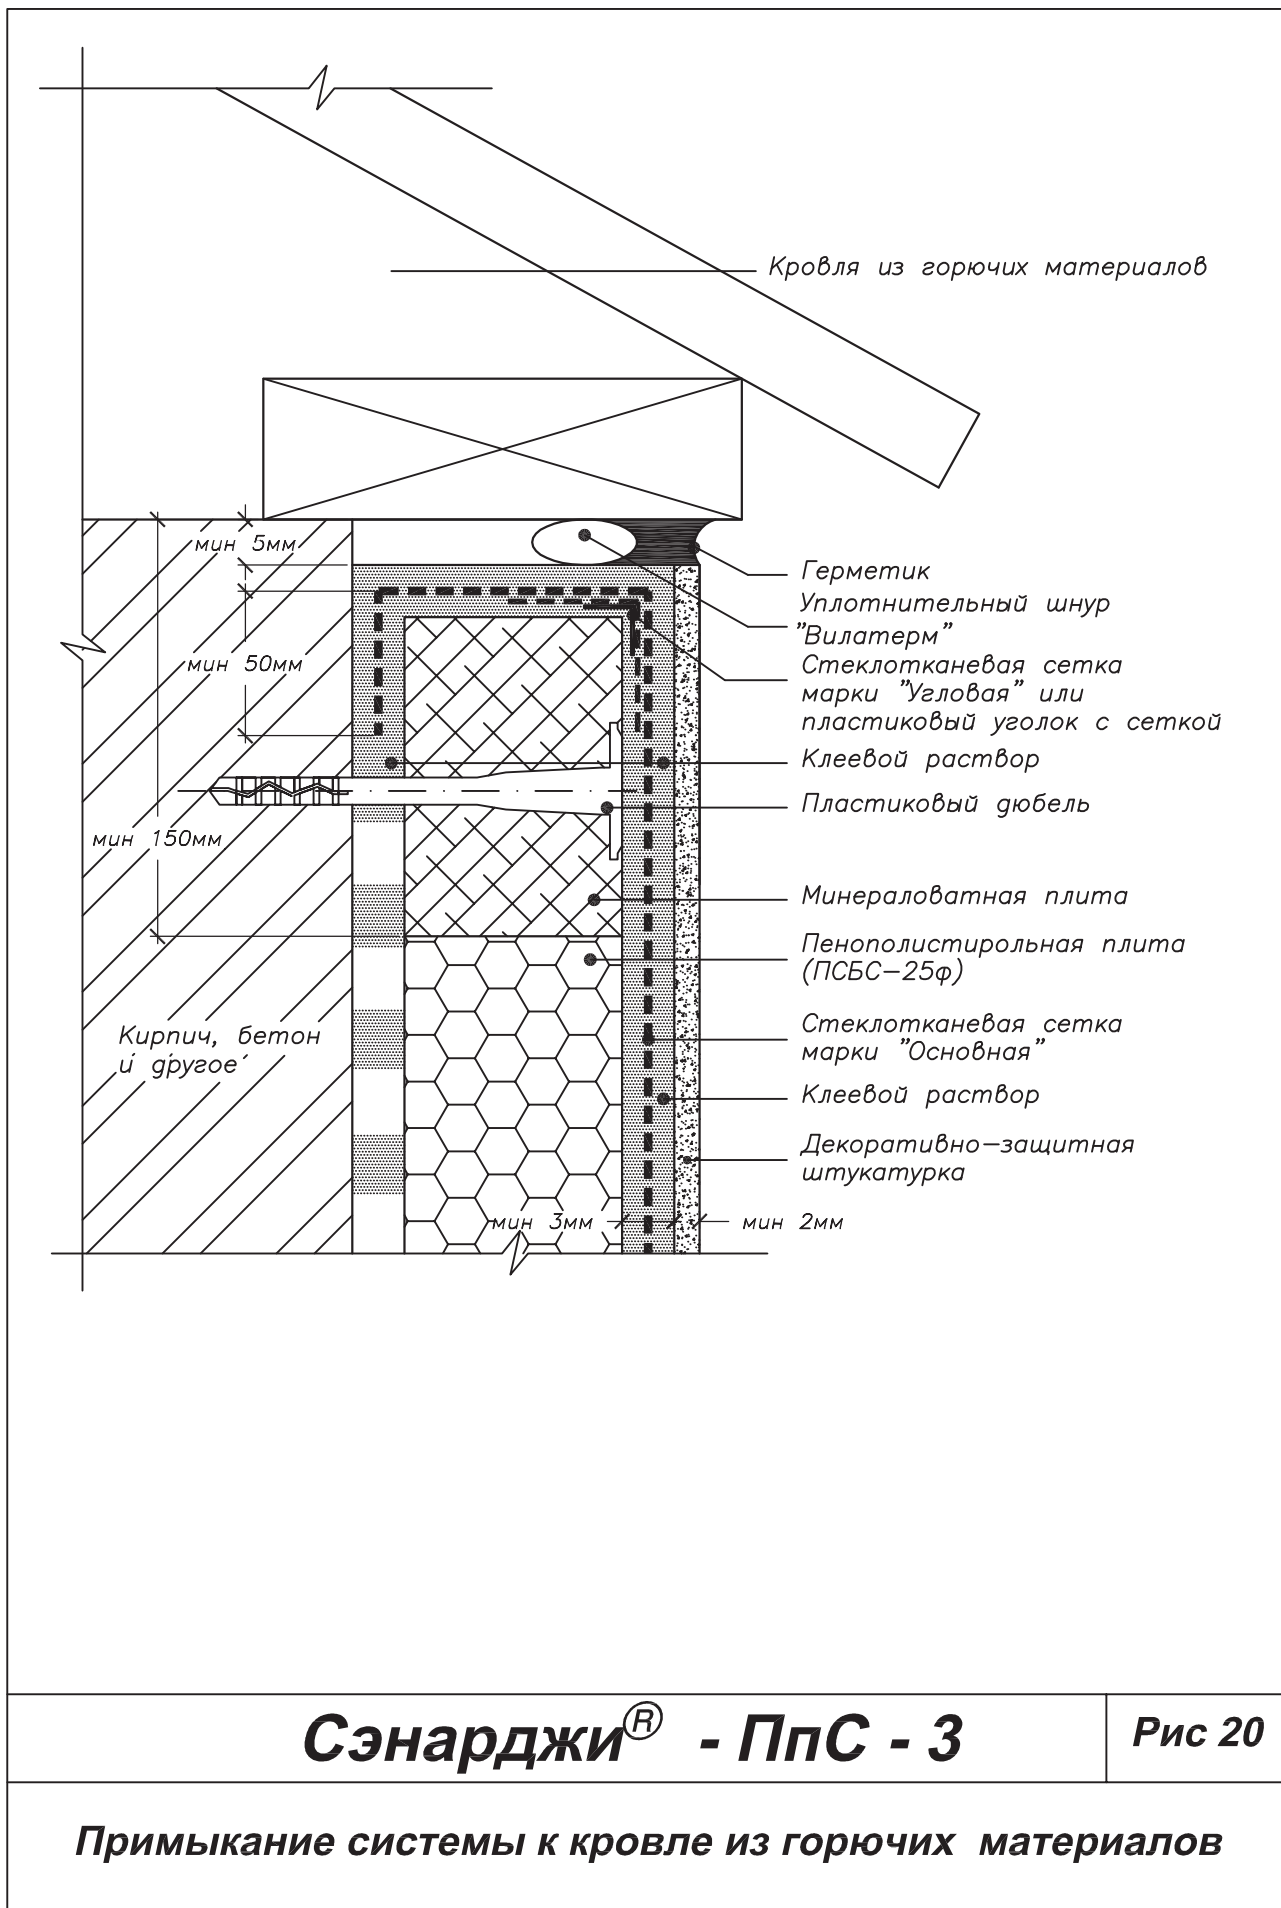 Кровля из горючих материалов
мин 5мм
Герметик
Уплотнительный шнур
"Вилатерм"
мин 50мм
Стеклотканевая сетка
марки "Угловая" или
пластиковый уголок с сеткой
Клеевой раствор
Пластиковый дюбель
мин 150мм
Минераловатная плита
Пенополистирольная плита
(ПСБС-25ф)
Кирпич, бетон
и другое
Стеклотканевая сетка
марки "Основная"
Клеевой раствор
Декоративно-защитная
штукатурка
мин 3мм
мин 2мм
Сэнарджи® - ППС - 3
Рис 20
Примыкание системы к кровле из горючих материалов